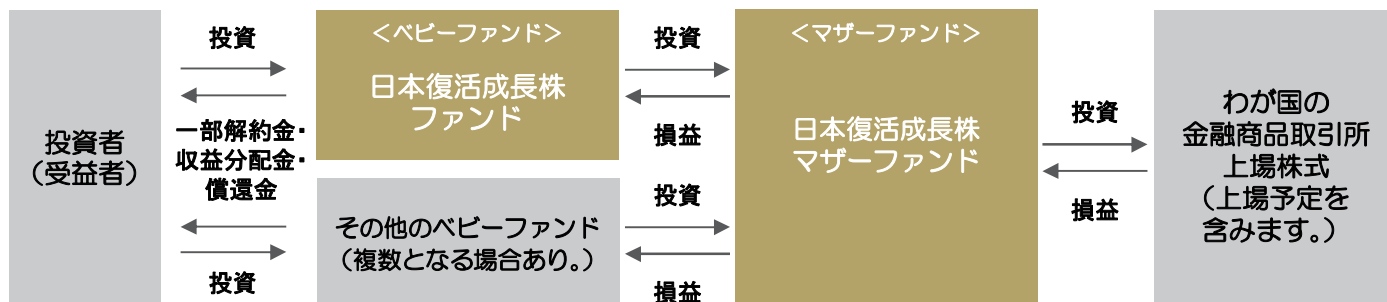 投資者
（受益者）
投資
一部解約金・
収益分配金・
償還金
投資
＜ベビーファンド＞
日本復活成長株
ファンド
その他のベビーファンド
（複数となる場合あり。）
投資
損益
投資
損益
＜マザーファンド＞
日本復活成長株
マザーファンド
投資
損益
わが国の
金融商品取引所
上場株式
（上場予定を
含みます。）